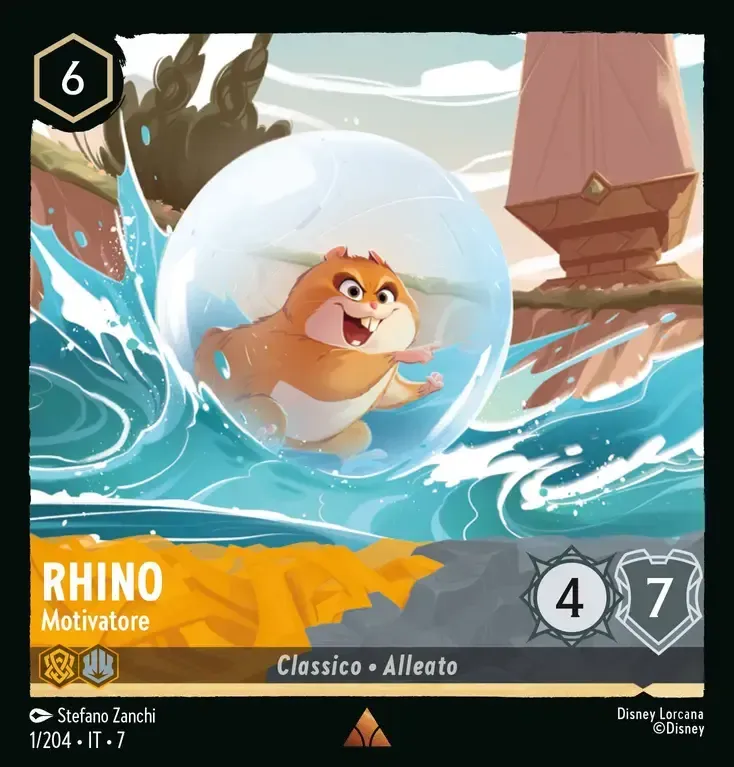 6
RHINO
Motivatore
4
7
Classico • Alleato
Stefano Zanchi
1/204 • IT • 7
Disney Lorcana
©Disney